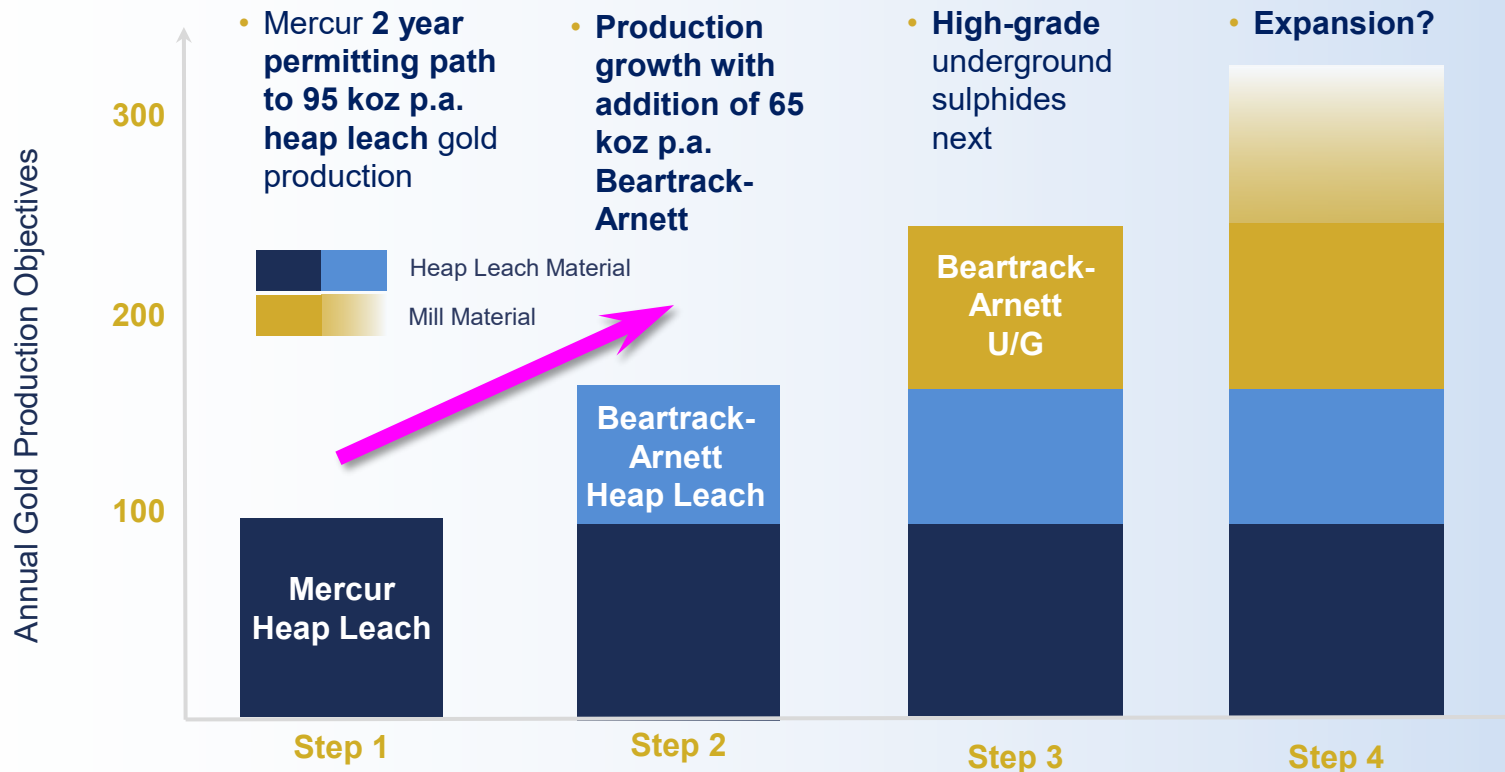 • Mercur 2 year
permitting path
to 95 koz p.a.
heap leach gold
production
• Production
growth with
addition of 65
koz p.a.
Beartrack-
Arnett
• High-grade
underground
sulphides
next
• Expansion?
Annual Gold Production Objectives
300
200
100
Heap Leach Material
Mill Material
Mercur
Heap Leach
Beartrack-
Arnett
Heap Leach
Beartrack-
Arnett
U/G
Step 1
Step 2
Step 3
Step 4